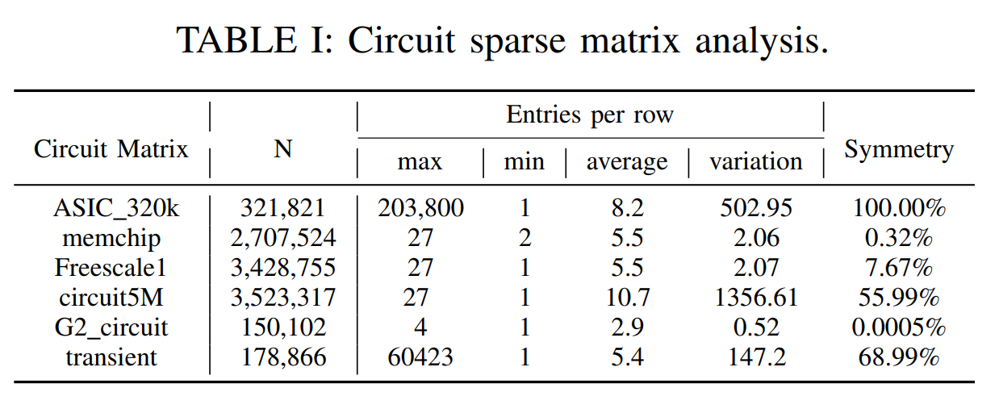 TABLE I: Circuit sparse matrix analysis.
Circuit Matrix N Entries per row Symmetry
max min average variation
ASIC_320k 321,821 203,800 1 8.2 502.95 100.00%
memchip 2,707,524 27 2 5.5 2.06 0.32%
Freescale1 3,428,755 27 1 5.5 2.07 7.67%
circuit5M 3,523,317 27 1 10.7 1356.61 55.99%
G2_circuit 150,102 4 1 2.9 0.52 0.0005%
transient 178,866 60423 1 5.4 147.2 68.99%